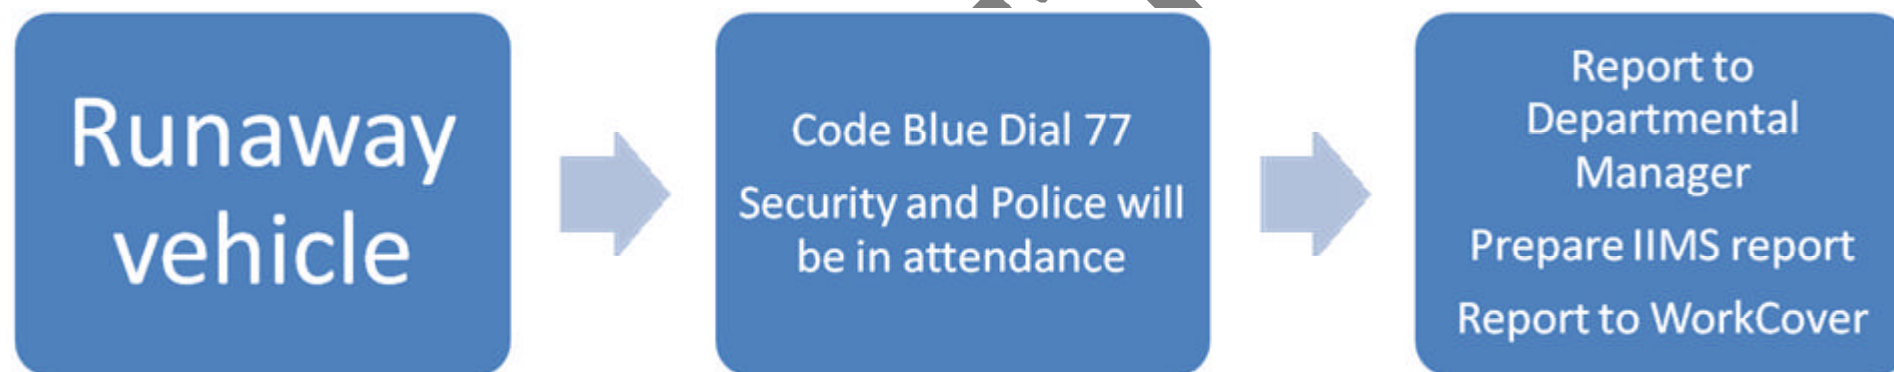 Runaway
vehicle
Code Blue Dial 77
Security and Police will
be in attendance
Report to
Departmental
Manager
Prepare IIMS report
Report to WorkCover